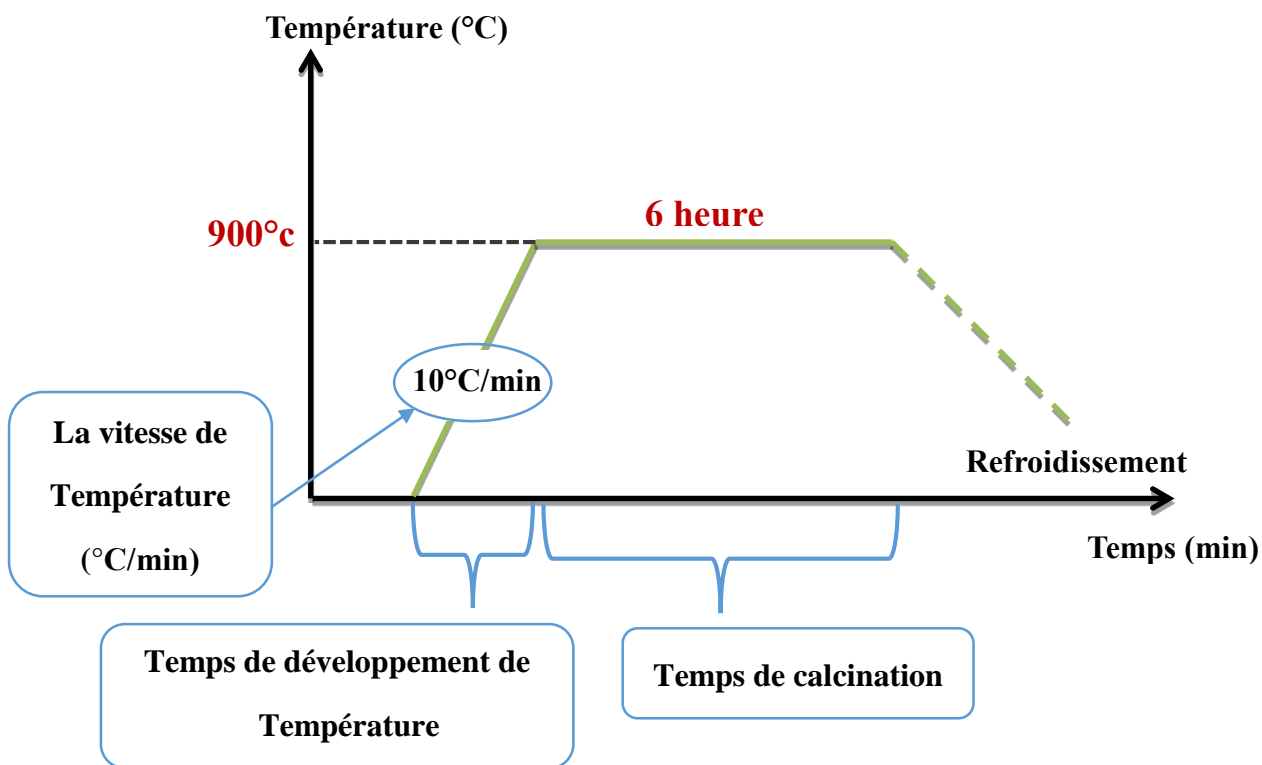 Température (°C)
6 heure
900°c
10°C/min
La vitesse de
Température
(°C/min)
Refroidissement
Temps (min)
Temps de développement de
Température
Temps de calcination